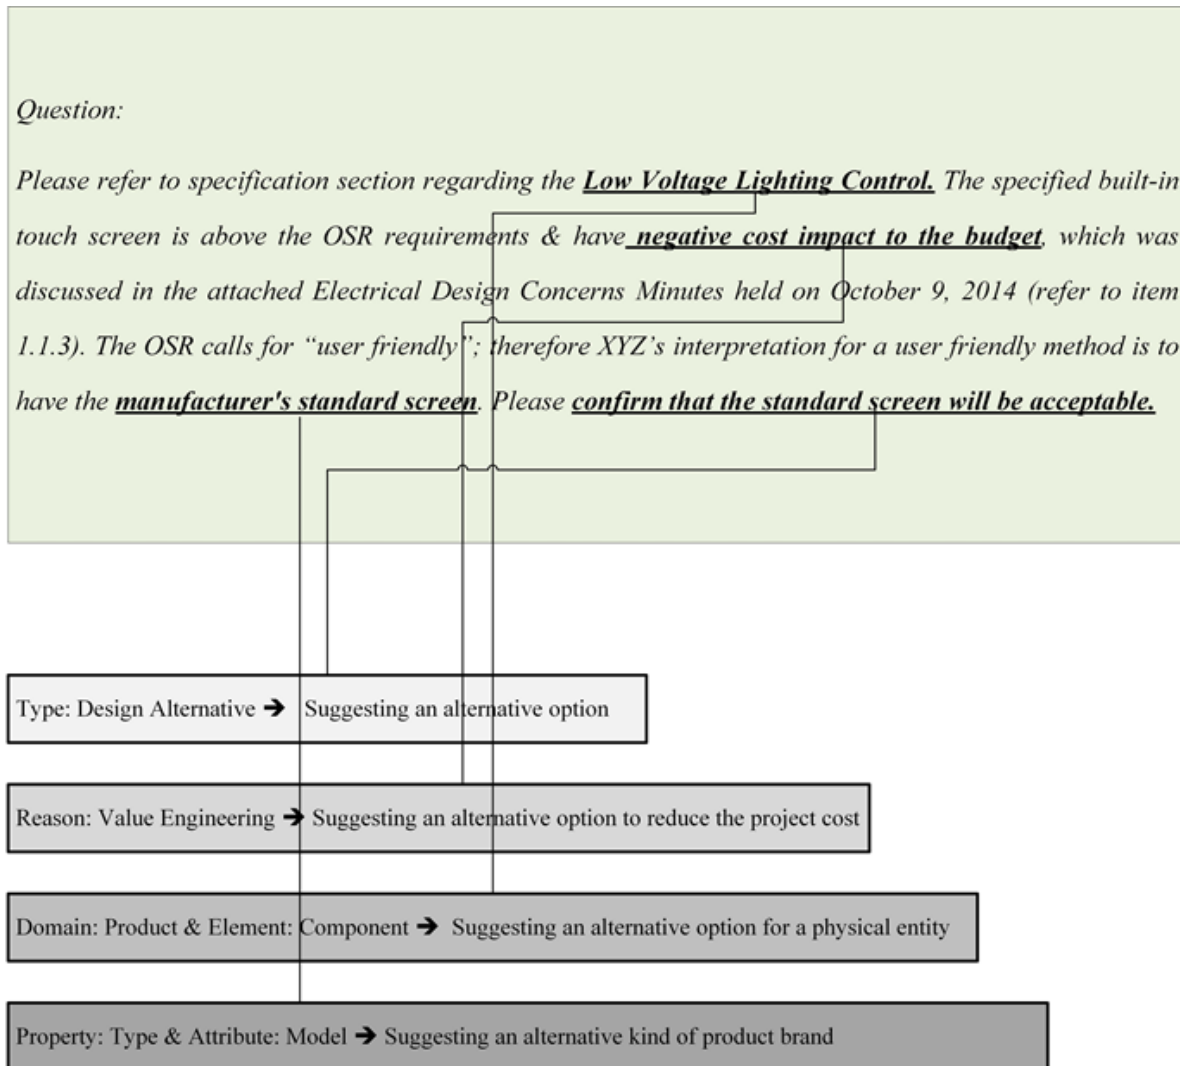 Question:
Please refer to specification section regarding the Low Voltage Lighting Control. The specified built-in
touch screen is above the OSR requirements & have negative cost impact to the budget, which was
discussed in the attached Electrical Design Concerns Minutes held on October 9, 2014 (refer to item
1.1.3). The OSR calls for “user friendly”; therefore XYZ’s interpretation for a user friendly method is to
have the manufacturer's standard screen. Please confirm that the standard screen will be acceptable.
Type: Design Alternative ➔ Suggesting an alternative option
Reason: Value Engineering ➔ Suggesting an alternative option to reduce the project cost
Domain: Product & Element: Component ➔ Suggesting an alternative option for a physical entity
Property: Type & Attribute: Model ➔ Suggesting an alternative kind of product brand